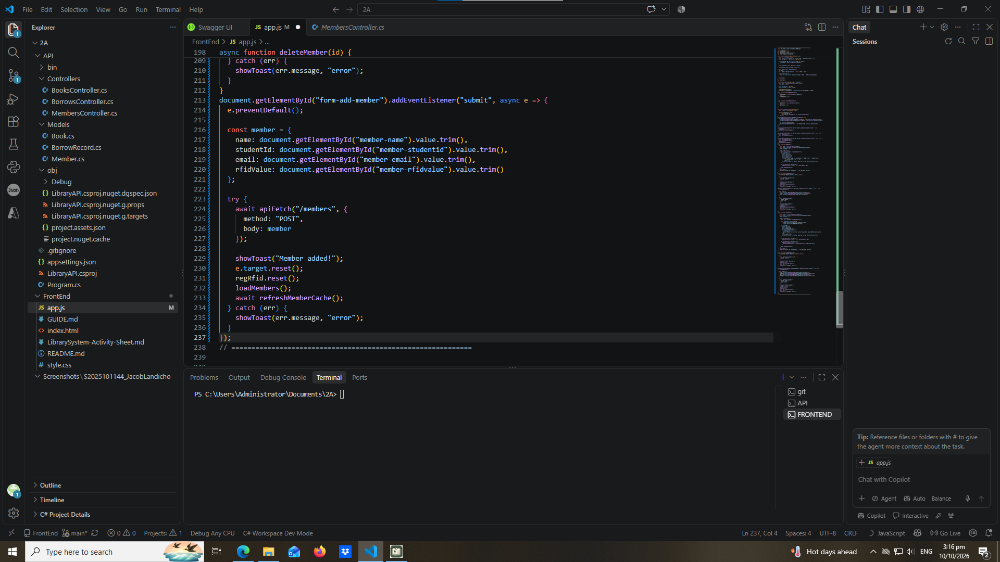 File Edit Selection View Go Run Terminal Help
2A
Explorer
2A
API
bin
Controllers
BooksController.cs
BorrowsController.cs
MembersController.cs
Models
Book.cs
BorrowRecord.cs
Member.cs
obj
Debug
LibraryAPI.csproj.nuget.dgspec.json
LibraryAPI.csproj.nuget.g.props
LibraryAPI.csproj.nuget.g.targets
project.assets.json
project.nuget.cache
.gitignore
appsettings.json
LibraryAPI.csproj
Program.cs
FrontEnd
JS app.js M
GUIDE.md
index.html
LibrarySystem-Activity-Sheet.md
README.md
style.css
Screenshots\S2025101144_JacobLandicho
Outline
Timeline
C# Project Details
Json
1
1
1
Swagger UI
JS app.js M
MembersController.cs
FrontEnd > JS app.js > ...
198 async function deleteMember(id) {
209 } catch (err) {
210 showToast(err.message, "error");
211 }
212 }
213 document.getElementById("form-add-member").addEventListener("submit", async e => {
214 e.preventDefault();
215
216 const member = {
217 name: document.getElementById("member-name").value.trim(),
218 studentId: document.getElementById("member-studentid").value.trim(),
219 email: document.getElementById("member-email").value.trim(),
220 rfidValue: document.getElementById("member-rfidvalue").value.trim()
221 };
222
223 try {
224 await apiFetch("/members", {
225 method: "POST",
226 body: member
227 });
228
229 showToast("Member added!");
230 e.target.reset();
231 regRfid.reset();
232 loadMembers();
233 await refreshMemberCache();
234 } catch (err) {
235 showToast(err.message, "error");
236 }
237 });
238 // ============================================================
239
Problems Output Debug Console Terminal Ports
PS C:\Users\Administrator\Documents\2A>
git
API
FRONTEND
Chat
Sessions
Tip: Reference files or folders with # to give
the agent more context about the task.
JS app.js
Chat with Copilot
Agent Auto Balance
Copilot Interactive
FrontEnd main* 0 0 Projects: 1 Debug Any CPU C# Workspace Dev Mode
Ln 237, Col 4 Spaces: 4 UTF-8 CRLF JavaScript Go Live
Type here to search
Hot days ahead
ENG
3:16 pm
10/10/2026
2